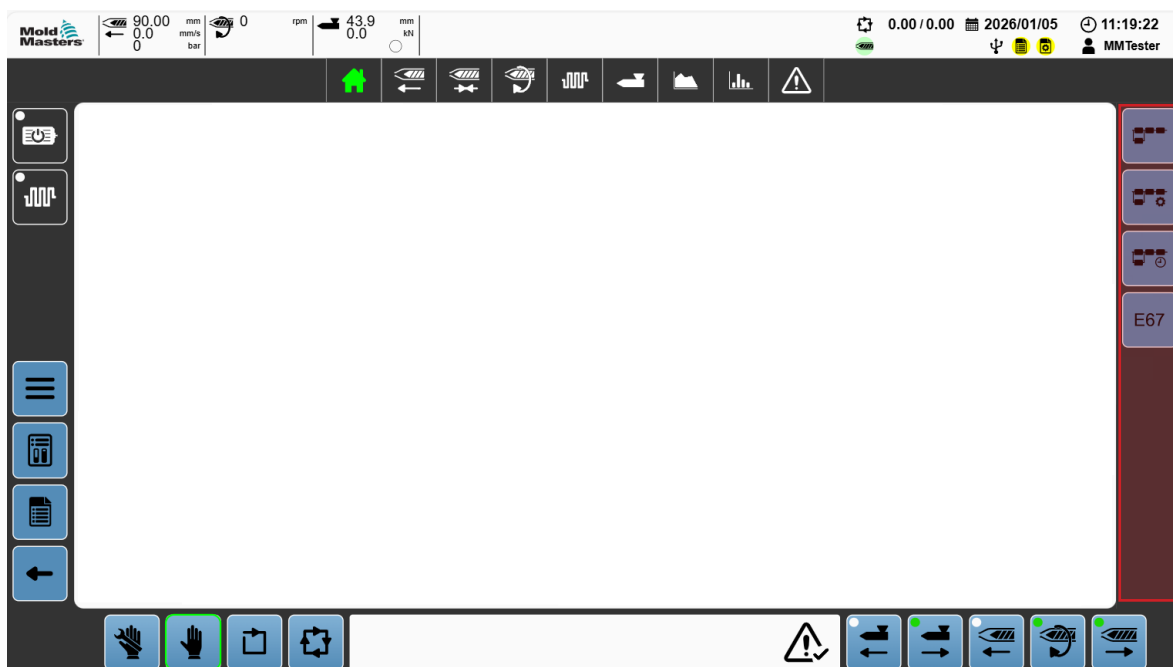 Mold
Masters
90.00 mm
0.0 mm/s
0 bar
0 rpm
43.9 mm
0.0 kN
0.00 / 0.00
2026/01/05
11:19:22
MMTester
E67